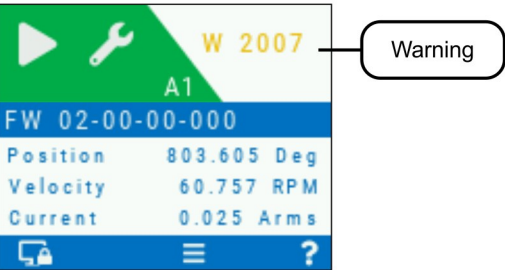 W 2007
Warning
A1
FW 02-00-00-000
Position 803.605 Deg
Velocity 60.757 RPM
Current 0.025 Arms
?